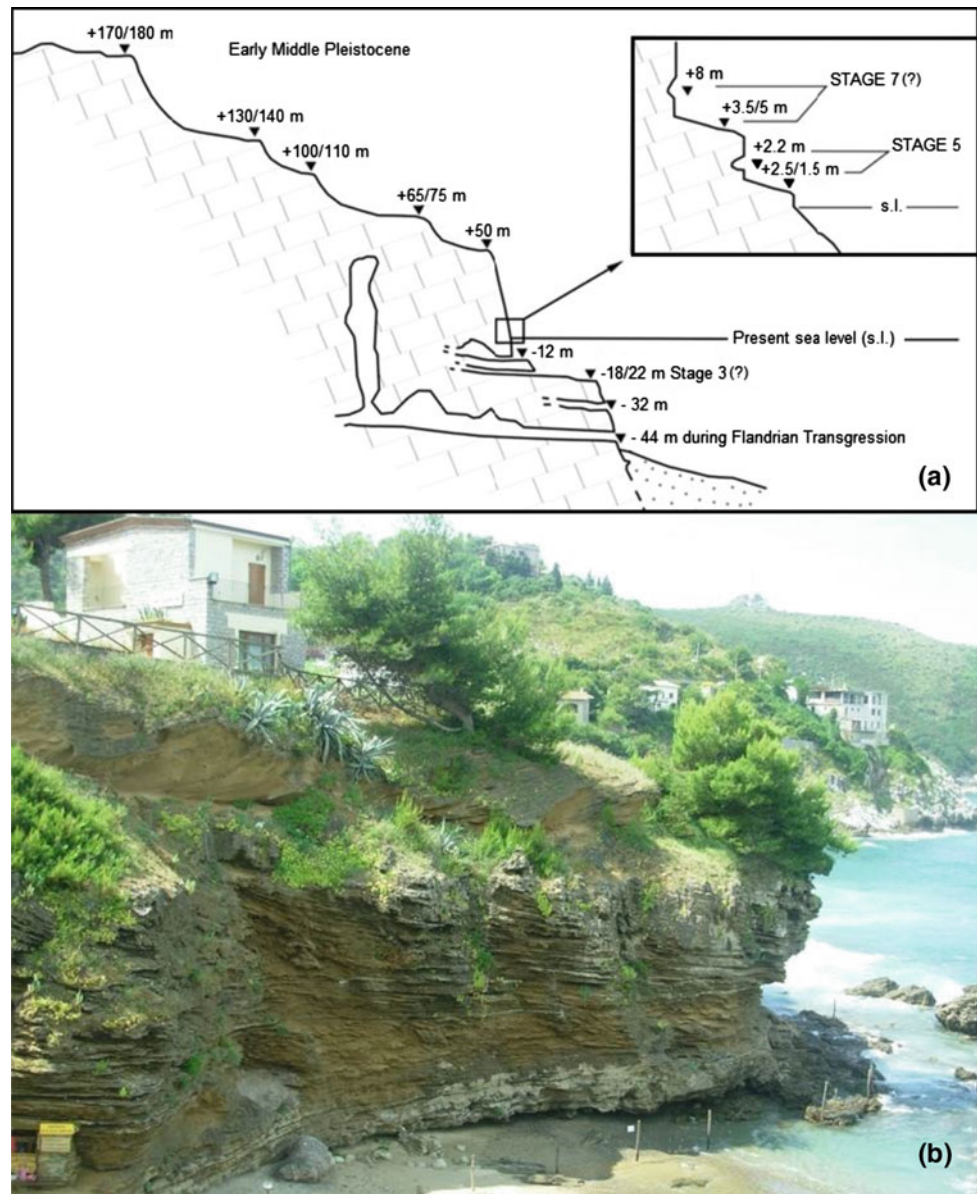 +170/180 m
Early Middle Pleistocene
+130/140 m
+100/110 m
+65/75 m
+50 m
+8 m
STAGE 7 (?)
+3.5/5 m
+2.2 m
STAGE 5
+2.5/1.5 m
s.l.
Present sea level (s.l.)
-12 m
-18/22 m Stage 3 (?)
- 32 m
- 44 m during Flandrian Transgression
(a)
(b)